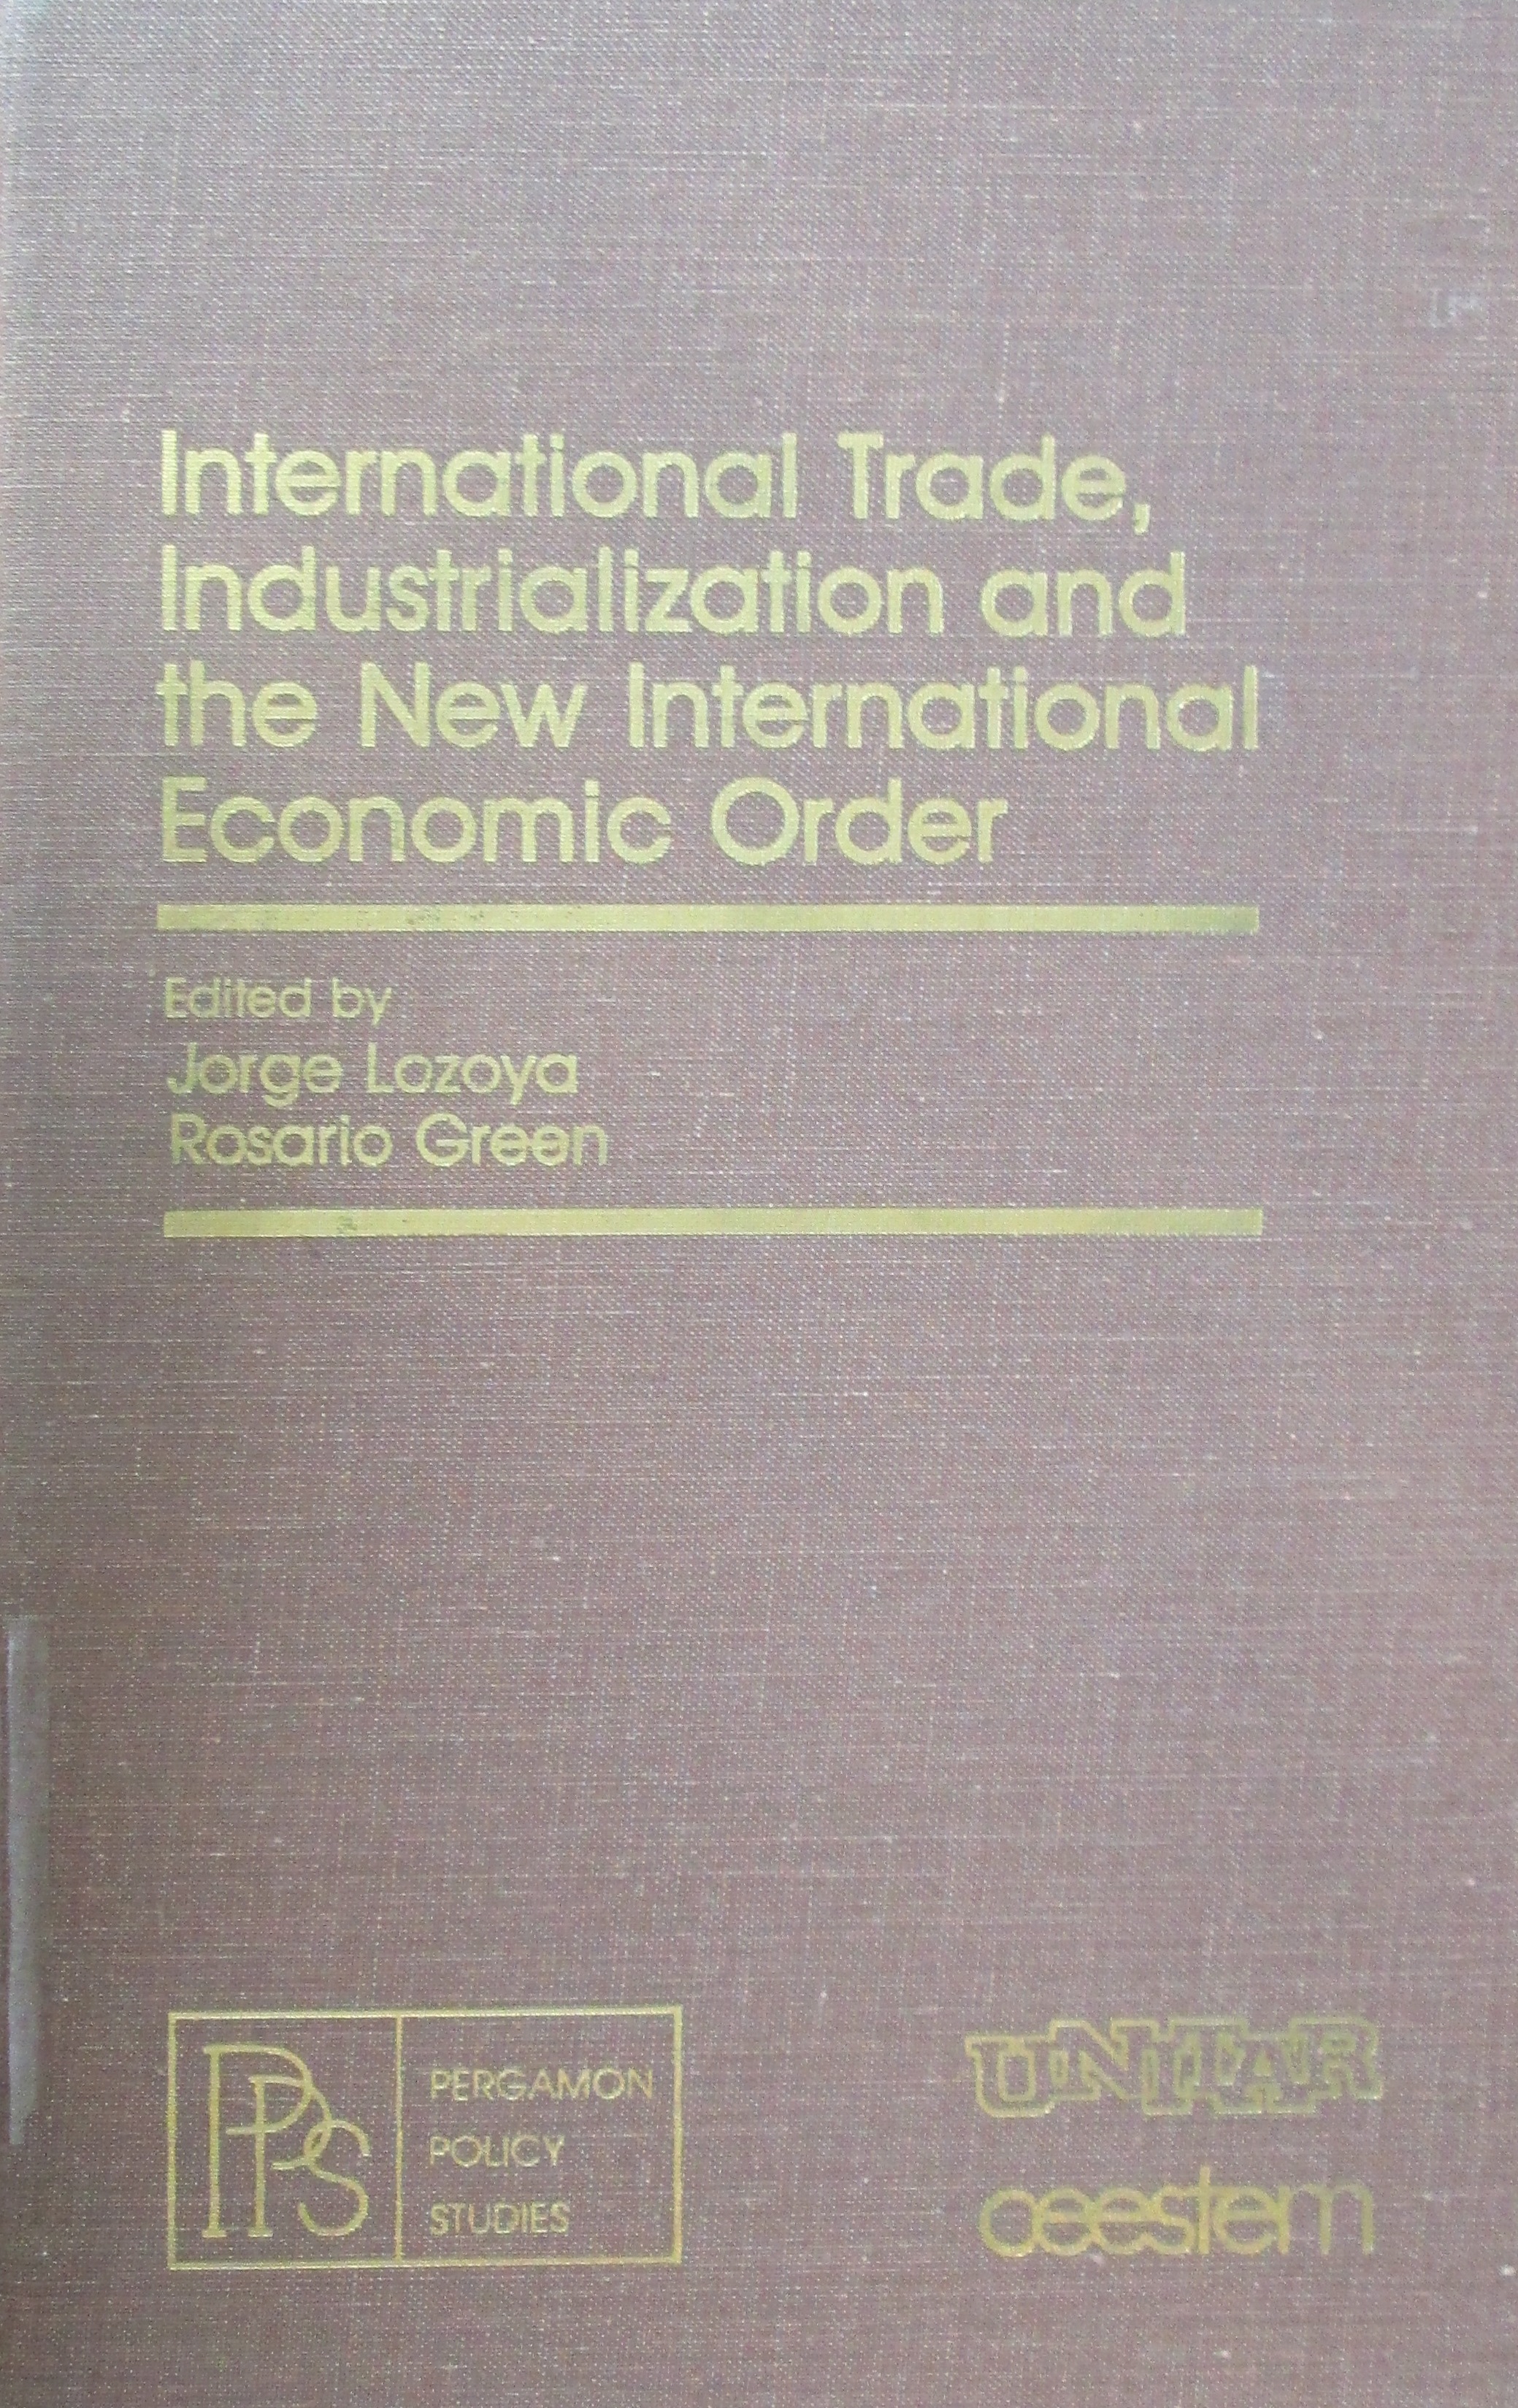 International Trade,
Industrialization and
the New International
Economic Order
Edited by
Jorge Lozoya
Rosario Green
PPS
PERGAMON
POLICY
STUDIES
UNITAR
ceestem